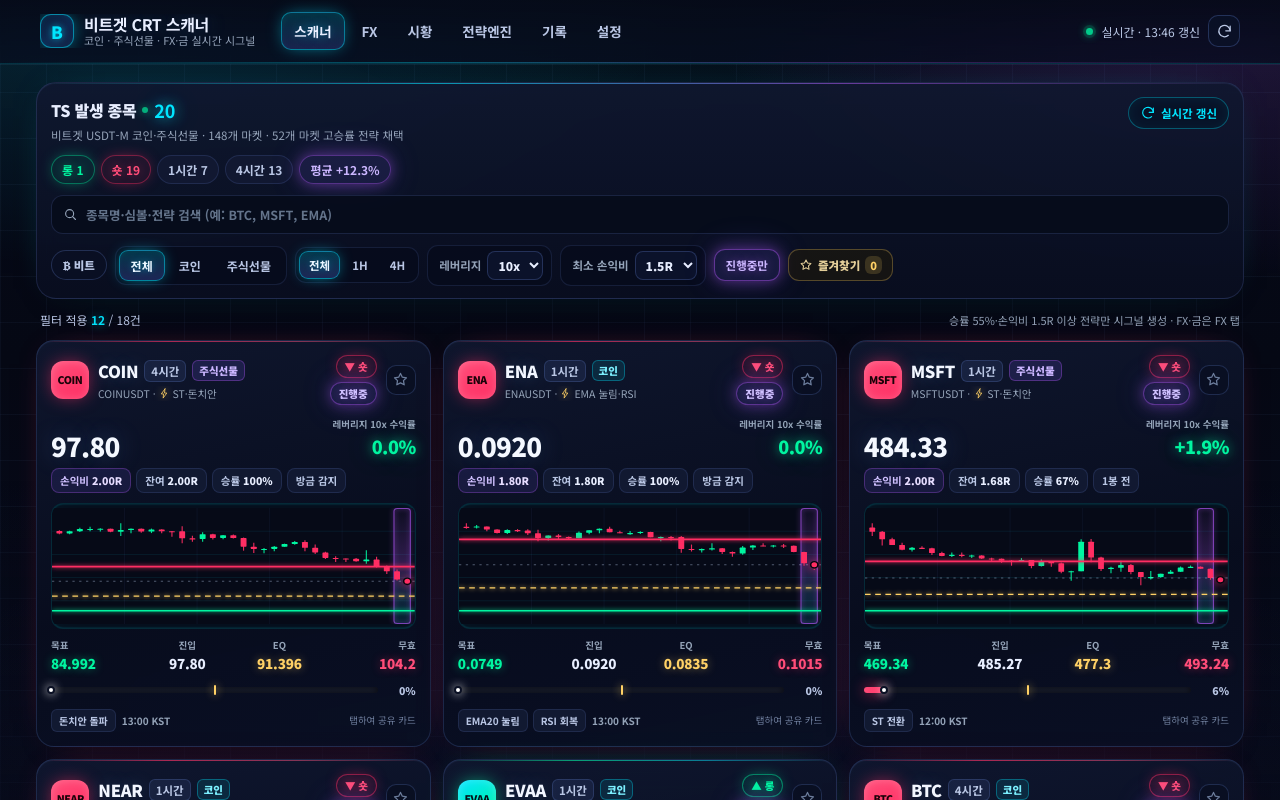 B 비트겟 CRT 스캐너
코인 · 주식선물 · FX·금 실시간 시그널
스캐너 FX 시황 전략엔진 기록 설정
실시간 · 13:46 갱신
TS 발생 종목 • 20
실시간 갱신
비트겟 USDT-M 코인·주식선물 · 148개 마켓 · 52개 마켓 고승률 전략 채택
롱 1 숏 19 1시간 7 4시간 13 평균 +12.3%
종목명·심볼·전략 검색 (예: BTC, MSFT, EMA)
₿ 비트 전체 코인 주식선물 전체 1H 4H 레버리지 10x 최소 손익비 1.5R 진행중만 즐겨찾기 0
필터 적용 12 / 18건
승률 55%·손익비 1.5R 이상 전략만 시그널 생성 · FX·금은 FX 탭
COIN COIN 4시간 주식선물 ▼ 숏
COINUSDT · ⚡ ST·돈치안 진행중
레버리지 10x 수익률
97.80 0.0%
손익비 2.00R 잔여 2.00R 승률 100% 방금 감지
목표 진입 EQ 무효
84.992 97.80 91.396 104.2
0%
돈치안 돌파 13:00 KST 탭하여 공유 카드
ENA ENA 1시간 코인 ▼ 숏
ENAUSDT · ⚡ EMA 눌림·RSI 진행중
레버리지 10x 수익률
0.0920 0.0%
손익비 1.80R 잔여 1.80R 승률 100% 방금 감지
목표 진입 EQ 무효
0.0749 0.0920 0.0835 0.1015
0%
EMA20 눌림 RSI 회복 13:00 KST 탭하여 공유 카드
MSFT MSFT 1시간 주식선물 ▼ 숏
MSFTUSDT · ⚡ ST·돈치안 진행중
레버리지 10x 수익률
484.33 +1.9%
손익비 2.00R 잔여 1.68R 승률 67% 1봉 전
목표 진입 EQ 무효
469.34 485.27 477.3 493.24
6%
ST 전환 12:00 KST 탭하여 공유 카드
NEAR NEAR 1시간 코인 ▼ 숏
EVAA EVAA 1시간 코인 ▲ 롱
BTC BTC 4시간 코인 ▼ 숏